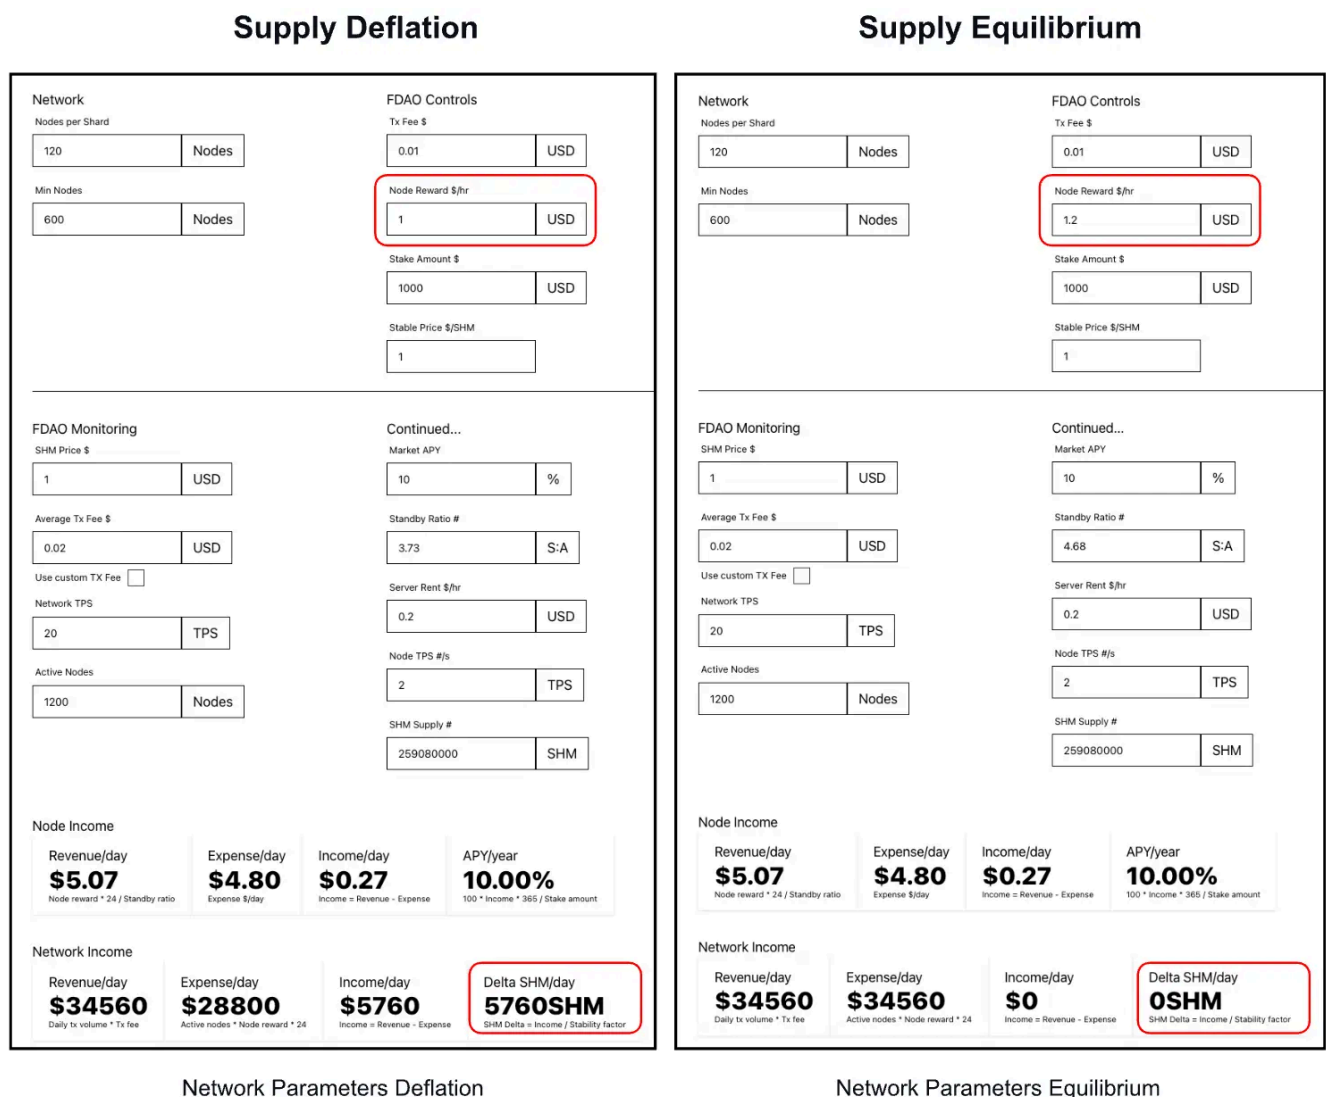 Supply Deflation
Supply Equilibrium
Network
FDAO Controls
Nodes per Shard
Tx Fee $
120
Nodes
0.01
USD
Min Nodes
Node Reward $/hr
600
Nodes
1
USD
Stake Amount $
1000
USD
Stable Price $/SHM
1
FDAO Monitoring
Continued...
SHM Price $
Market APY
1
USD
10
%
Average Tx Fee $
Standby Ratio #
0.02
USD
3.73
S:A
Use custom TX Fee
Server Rent $/hr
Network TPS
0.2
USD
20
TPS
Node TPS #/s
Active Nodes
2
TPS
1200
Nodes
SHM Supply #
259080000
SHM
Node Income
Revenue/day
Expense/day
Income/day
APY/year
$5.07
$4.80
$0.27
10.00%
Node reward * 24 / Standby ratio
Expense $/day
Income = Revenue - Expense
100 * Income * 365 / Stake amount
Network Income
Revenue/day
Expense/day
Income/day
Delta SHM/day
$34560
$28800
$5760
5760SHM
Daily tx volume * Tx fee
Active nodes * Node reward * 24
Income = Revenue - Expense
SHM Delta = Income / Stability factor
Network Parameters Deflation
Network
FDAO Controls
Nodes per Shard
Tx Fee $
120
Nodes
0.01
USD
Min Nodes
Node Reward $/hr
600
Nodes
1.2
USD
Stake Amount $
1000
USD
Stable Price $/SHM
1
FDAO Monitoring
Continued...
SHM Price $
Market APY
1
USD
10
%
Average Tx Fee $
Standby Ratio #
0.02
USD
4.68
S:A
Use custom TX Fee
Server Rent $/hr
Network TPS
0.2
USD
20
TPS
Node TPS #/s
Active Nodes
2
TPS
1200
Nodes
SHM Supply #
259080000
SHM
Node Income
Revenue/day
Expense/day
Income/day
APY/year
$5.07
$4.80
$0.27
10.00%
Node reward * 24 / Standby ratio
Expense $/day
Income = Revenue - Expense
100 * Income * 365 / Stake amount
Network Income
Revenue/day
Expense/day
Income/day
Delta SHM/day
$34560
$34560
$0
0SHM
Daily tx volume * Tx fee
Active nodes * Node reward * 24
Income = Revenue - Expense
SHM Delta = Income / Stability factor
Network Parameters Equilibrium